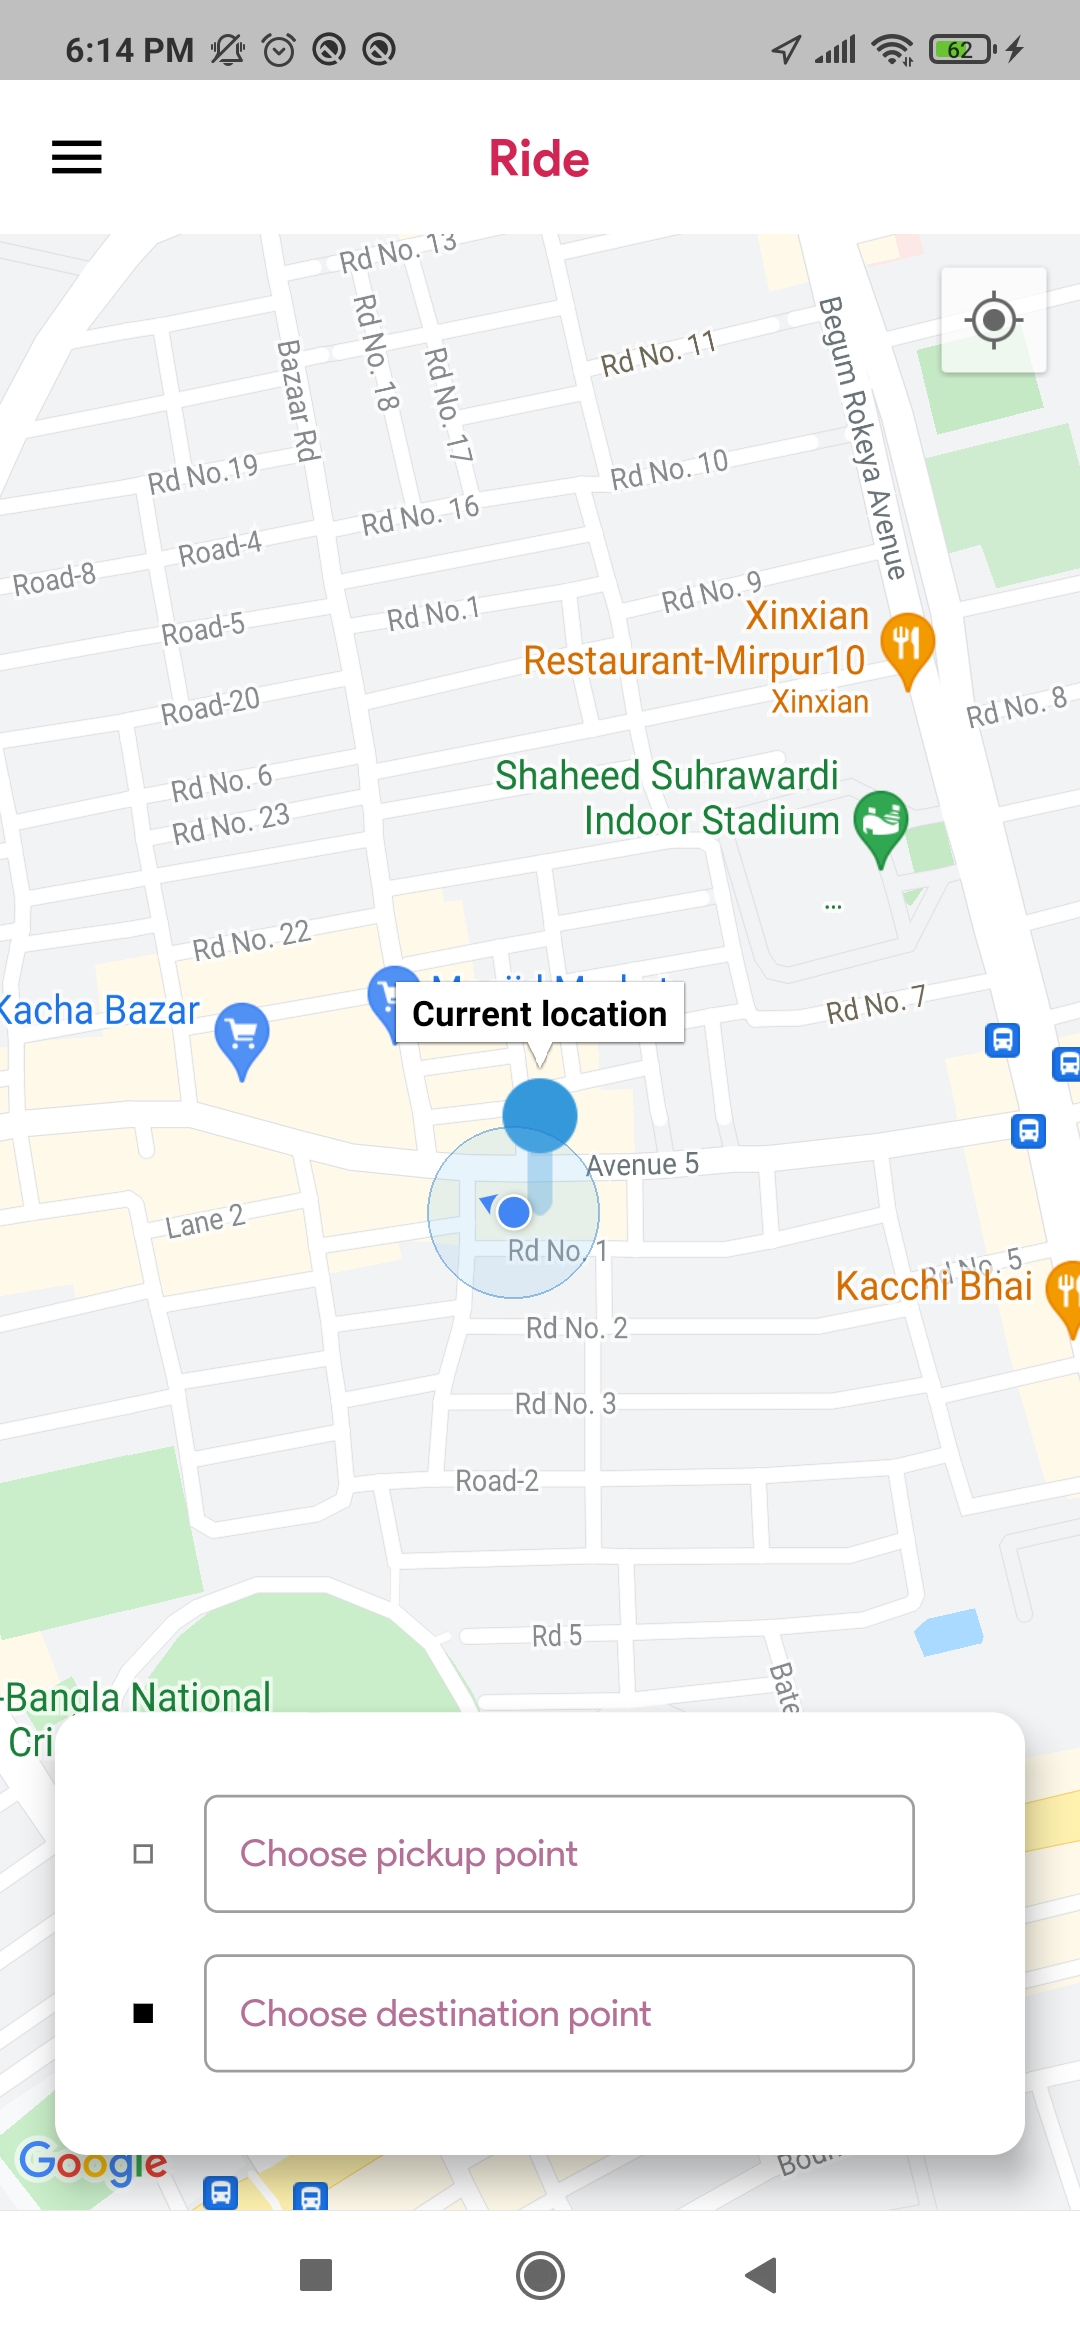 6:14 PM
62
Ride
Rd No. 13
Rd No. 18
Rd No. 17
Bazaar Rd
Rd No. 11
Begum Rokeya Avenue
Rd No.19
Rd No. 10
Rd No. 16
Road-4
Road-8
Rd No. 9
Rd No.1
Road-5
Xinxian
Restaurant-Mirpur10
Xinxian
Road-20
Rd No. 8
Rd No. 6
Shaheed Suhrawardi
Indoor Stadium
Rd No. 23
...
Rd No. 22
Kacha Bazar
Rd No. 7
Current location
Avenue 5
Lane 2
Rd No. 1
Rd No. 5
Kacchi Bhai
Rd No. 2
Rd No. 3
Road-2
Rd 5
-Bangla National
Cri
Choose pickup point
Choose destination point
Google